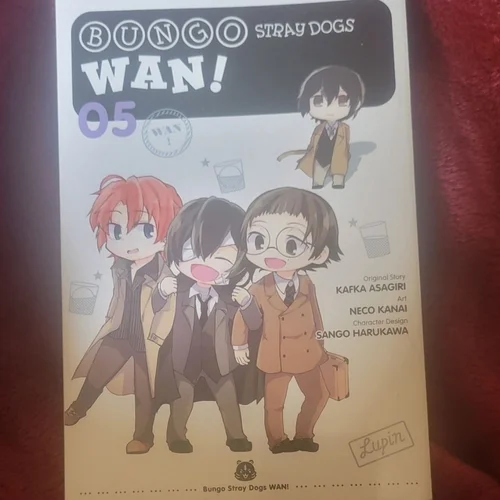 BUNGO STRAY DOGS
WAN!
05
WAN
!
Original Story
KAFKA ASAGIRI
Art
NECO KANAI
Character Design
SANGO HARUKAWA
Lupin
Bungo Stray Dogs WAN!